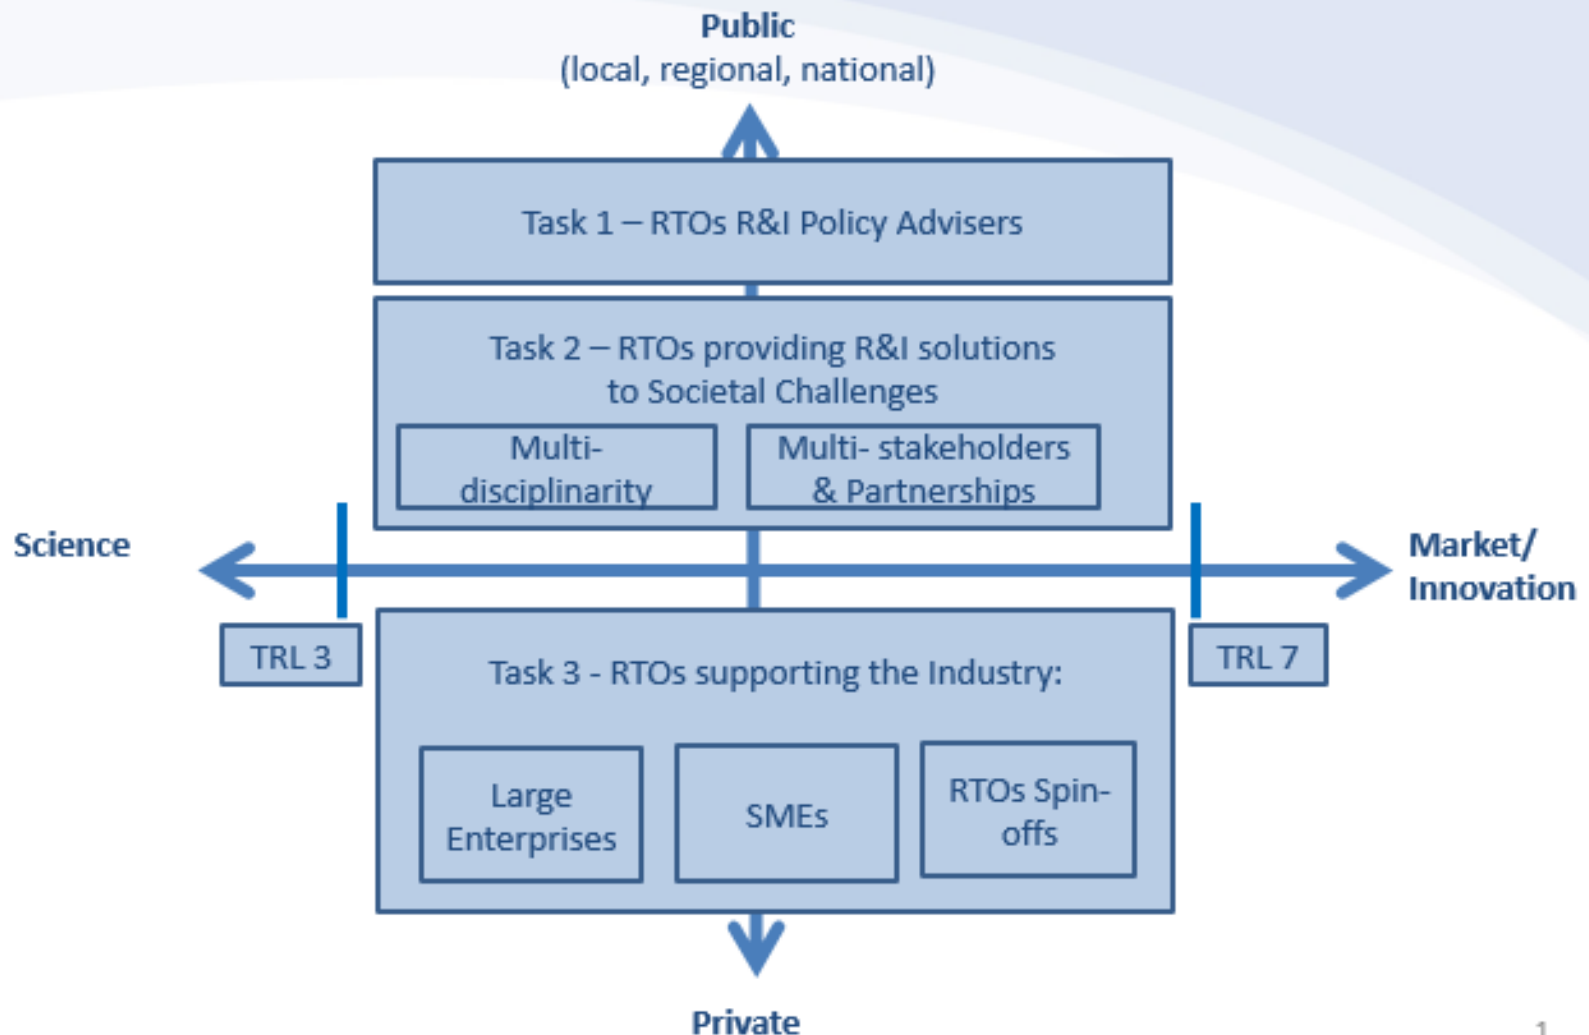 Public
(local, regional, national)
Task 1 – RTOs R&I Policy Advisers
Task 2 – RTOs providing R&I solutions
to Societal Challenges
Multi-
disciplinarity
Multi- stakeholders
& Partnerships
Science
Market/
Innovation
TRL 3
TRL 7
Task 3 - RTOs supporting the Industry:
Large
Enterprises
SMEs
RTOs Spin-
offs
Private
1